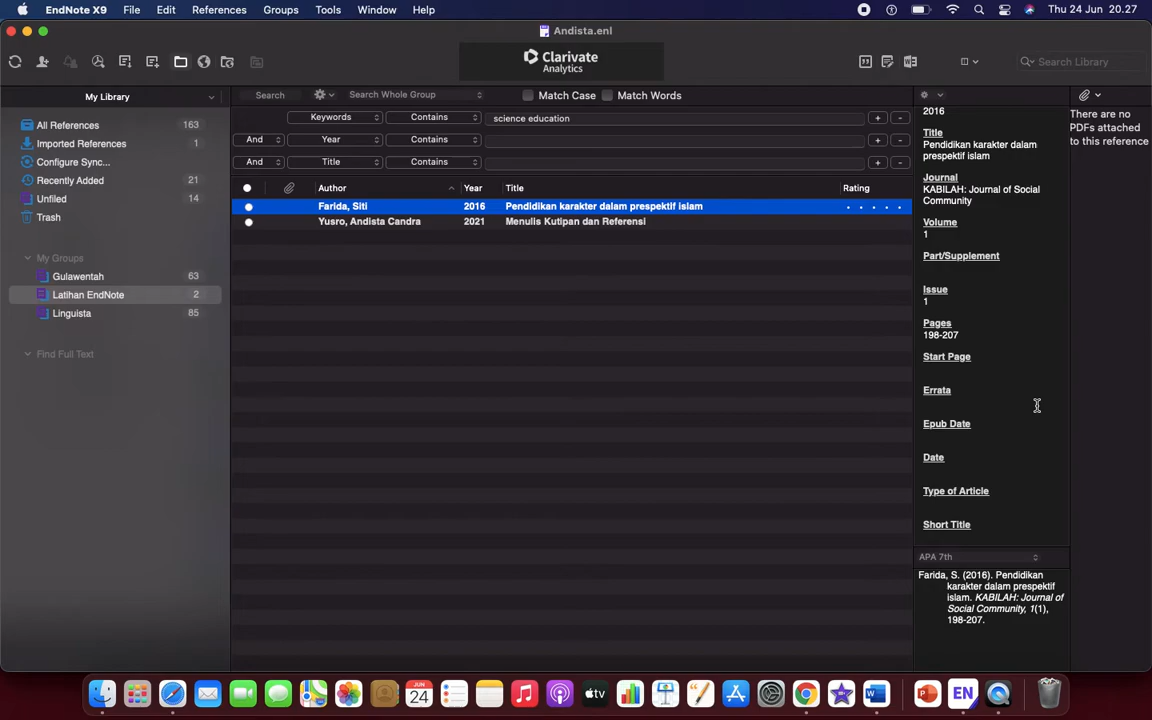 EndNote X9 File Edit References Groups Tools Window Help Thu 24 Jun 20.27
Andista.enl
Clarivate
Analytics
Search Library
My Library
Search Search Whole Group Match Case Match Words
Keywords Contains science education + -
And Year Contains + -
And Title Contains + -
All References 163
Imported References 1
Configure Sync...
Recently Added 21
Unfiled 14
Trash
My Groups
Gulawentah 63
Latihan EndNote 2
Linguista 85
Find Full Text
Author Year Title Rating
Farida, Siti 2016 Pendidikan karakter dalam prespektif islam
Yusro, Andista Candra 2021 Menulis Kutipan dan Referensi
2016
Title
Pendidikan karakter dalam
prespektif islam
Journal
KABILAH: Journal of Social
Community
Volume
1
Part/Supplement
Issue
1
Pages
198-207
Start Page
Errata
Epub Date
Date
Type of Article
Short Title
There are no
PDFs attached
to this reference
APA 7th
Farida, S. (2016). Pendidikan
karakter dalam prespektif
islam. KABILAH: Journal of
Social Community, 1(1),
198-207.
JUN
24
tv
W
P
EN